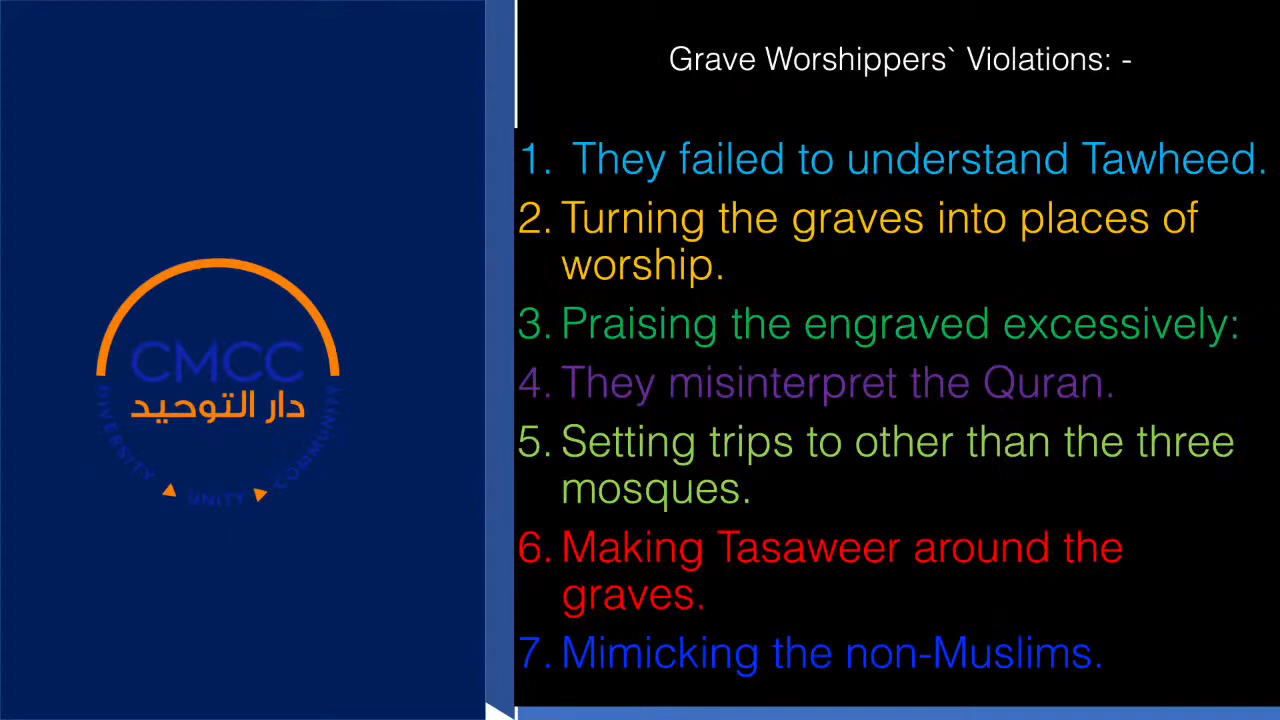 Grave Worshippers` Violations: -
1. They failed to understand Tawheed.
2. Turning the graves into places of
worship.
3. Praising the engraved excessively:
4. They misinterpret the Quran.
5. Setting trips to other than the three
mosques.
6. Making Tasaweer around the
graves.
7. Mimicking the non-Muslims.
CMCC
دار التوحيد
DIVERSITY UNITY COMMUNITY